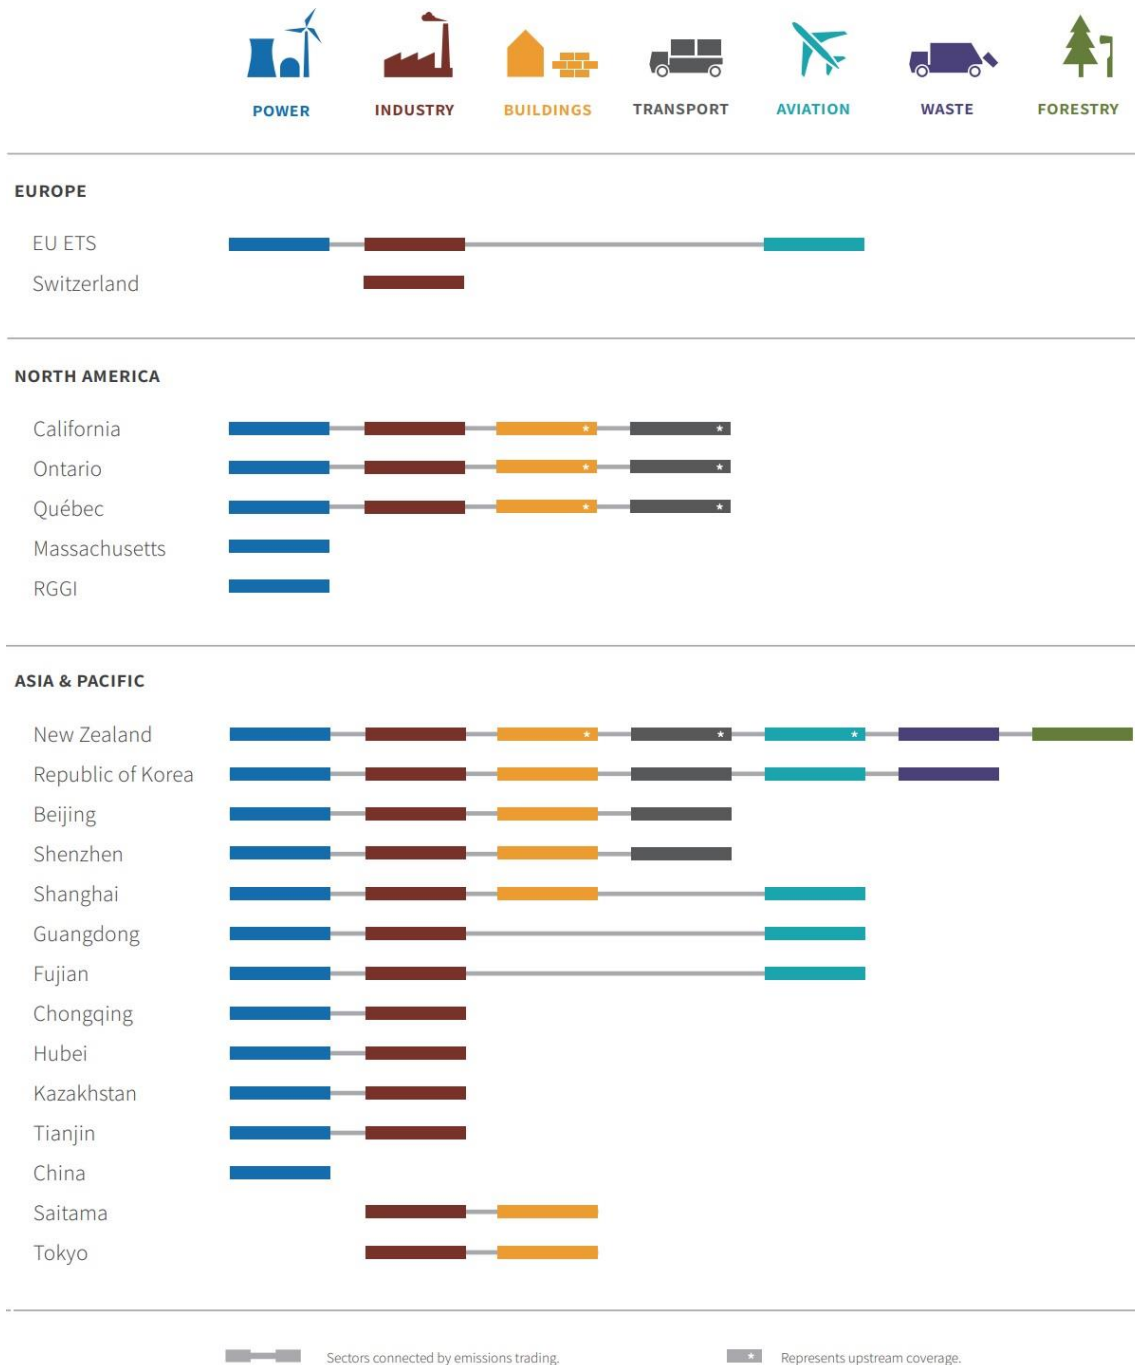 POWER INDUSTRY BUILDINGS TRANSPORT AVIATION WASTE FORESTRY
EUROPE
EU ETS
Switzerland
NORTH AMERICA
California * *
Ontario * *
Québec * *
Massachusetts
RGGI
ASIA & PACIFIC
New Zealand * * *
Republic of Korea
Beijing
Shenzhen
Shanghai
Guangdong
Fujian
Chongqing
Hubei
Kazakhstan
Tianjin
China
Saitama
Tokyo
Sectors connected by emissions trading. * Represents upstream coverage.